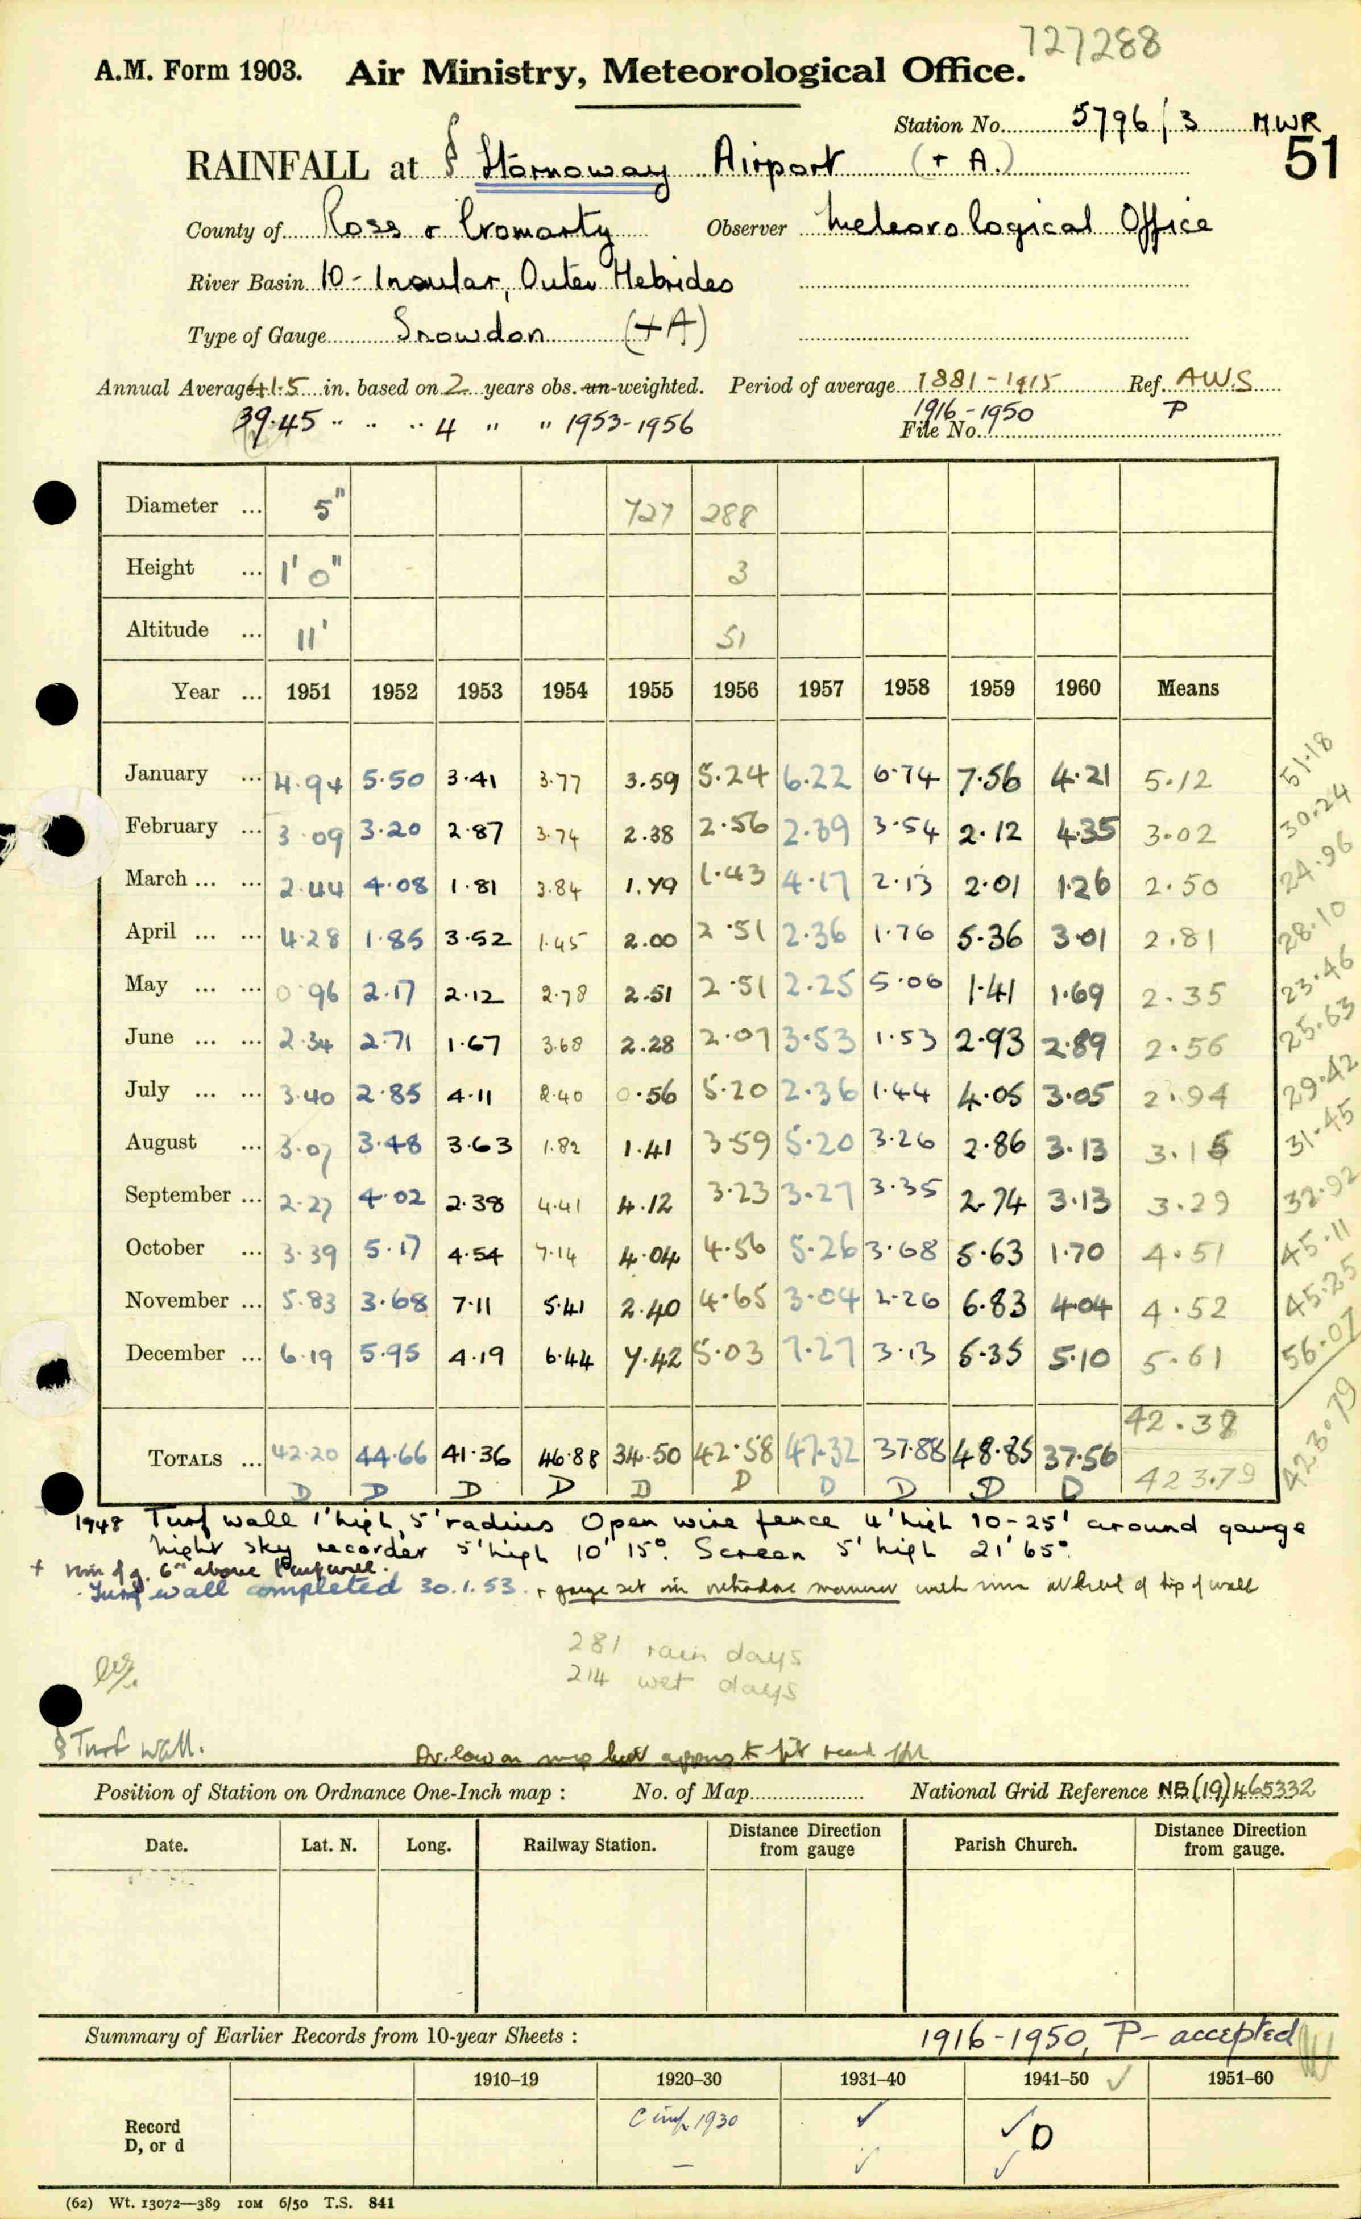 727288
A.M. Form 1903. Air Ministry, Meteorological Office.
Station No. 5796/3 MWR
51
RAINFALL at § Stornoway Airport (+ A.)
County of Ross & Cromarty Observer Meteorological Office
River Basin 10 - Insular, Outer Hebrides
Type of Gauge Snowdon (+A)
Annual Average 41.5 in. based on 2 years obs. un-weighted. Period of average 1881-1915 Ref. AWS
39.45 " " " 4 " " 1953-1956 1916-1950 P
File No.
Diameter ... 5" 727 288
Height ... 1' 0" 3
Altitude ... 11' 51
Year ... 1951 1952 1953 1954 1955 1956 1957 1958 1959 1960 Means
January ... 4.94 5.50 3.41 3.77 3.59 5.24 6.22 6.74 7.56 4.21 5.12 51.18
February ... 3.09 3.20 2.87 3.74 2.38 2.56 2.39 3.54 2.12 4.35 3.02 30.24
March ... ... 2.44 4.08 1.81 3.84 1.79 1.43 4.17 2.13 2.01 1.26 2.50 24.96
April ... ... 4.28 1.85 3.52 1.45 2.00 2.51 2.36 1.76 5.36 3.01 2.81 28.10
May ... ... 0.96 2.17 2.12 2.78 2.51 2.51 2.25 5.06 1.41 1.69 2.35 23.46
June ... ... 2.34 2.71 1.67 3.68 2.28 2.07 3.53 1.53 2.93 2.89 2.56 25.63
July ... ... 3.40 2.85 4.11 2.40 0.56 5.20 2.36 1.44 4.05 3.05 2.94 29.42
August ... 3.07 3.48 3.63 1.82 1.41 3.59 5.20 3.26 2.86 3.13 3.15 31.45
September ... 2.27 4.02 2.38 4.41 4.12 3.23 3.27 3.35 2.74 3.13 3.29 32.92
October ... 3.39 5.17 4.54 7.14 4.04 4.56 5.26 3.68 5.63 1.70 4.51 45.11
November ... 5.83 3.68 7.11 5.41 2.40 4.65 3.04 2.26 6.83 4.04 4.52 45.25
December ... 6.19 5.95 4.19 6.44 7.42 5.03 7.27 3.13 5.35 5.10 5.61 56.07
42.38
TOTALS ... 42.20 44.66 41.36 46.88 34.50 42.58 47.32 37.88 48.85 37.56 423.79 423.79
D D D D D D D D D D
1948 Turf wall 1' high, 5' radius Open wire fence 4' high 10-25' around gauge
Night sky recorder 5' high 10' 15°. Screen 5' high 21' 65°
+ rim of g. 6" above turf wall.
Turf wall completed 30.1.53. + gauge set in orthodox manner with rim at level of top of wall
281 rain days
214 wet days
§ Turf wall.
Av. low on map but appears to fit
Position of Station on Ordnance One-Inch map : No. of Map National Grid Reference NB(19)465332
Date. Lat. N. Long. Railway Station. Distance Direction from gauge Parish Church. Distance Direction from gauge.
Summary of Earlier Records from 10-year Sheets : 1916-1950, P- accepted
1910–19 1920–30 1931–40 1941–50 ✓ 1951–60
Record D, or d 1930 ✓ ✓ D
– ✓ ✓
(62) Wt. 13072—389 10M 6/50 T.S. 841